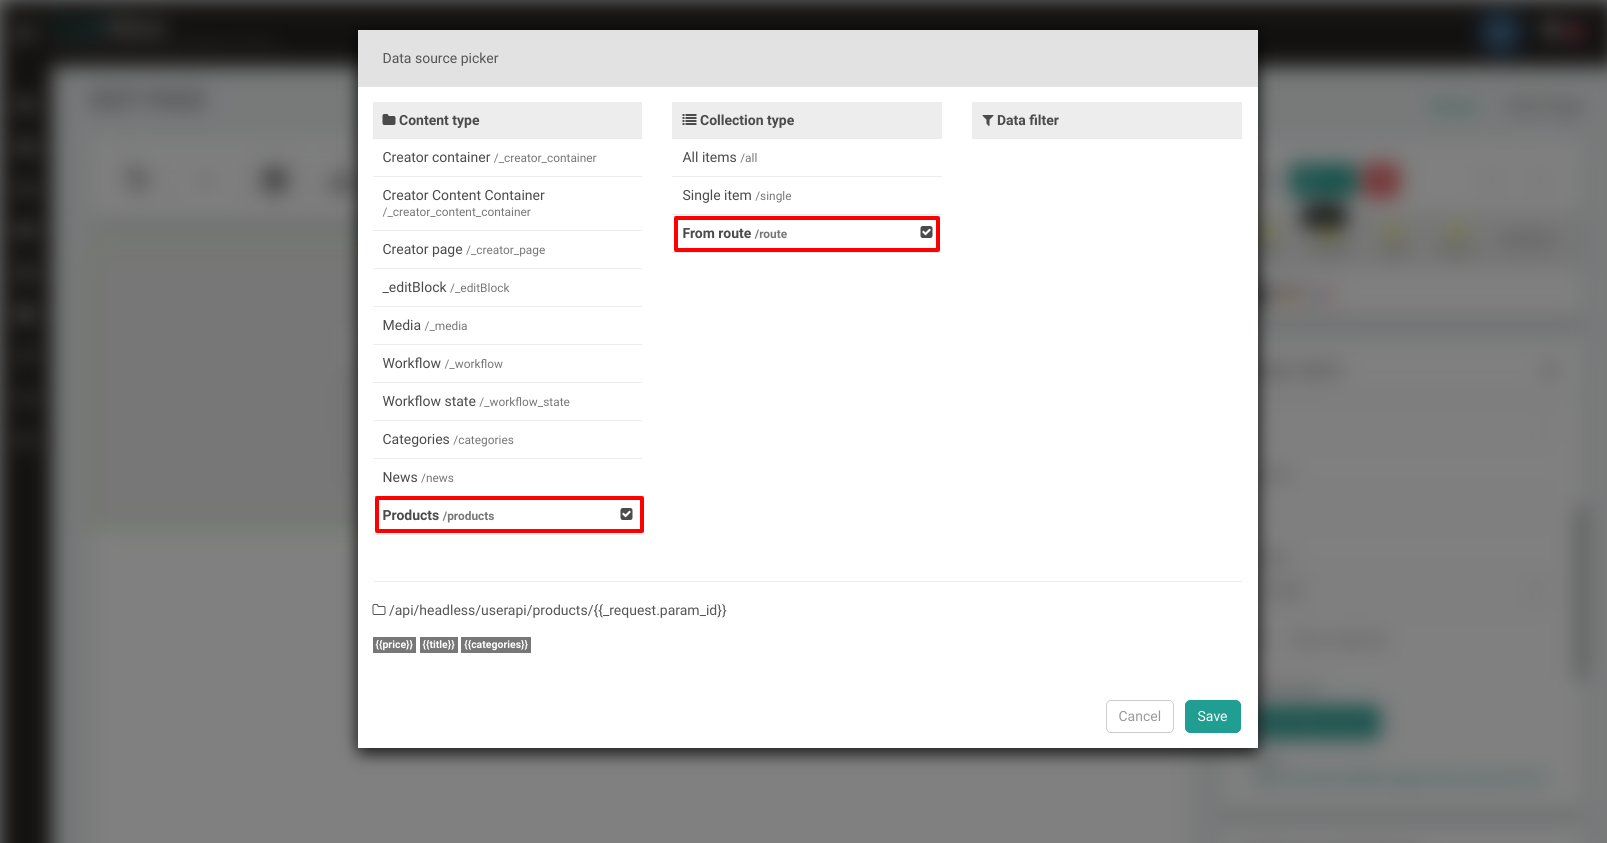 Data source picker
Content type
Creator container /_creator_container
Creator Content Container
/_creator_content_container
Creator page /_creator_page
_editBlock /_editBlock
Media /_media
Workflow /_workflow
Workflow state /_workflow_state
Categories /categories
News /news
Products /products
Collection type
All items /all
Single item /single
From route /route
Data filter
/api/headless/userapi/products/{{_request.param_id}}
{{price}} {{title}} {{categories}}
Cancel
Save